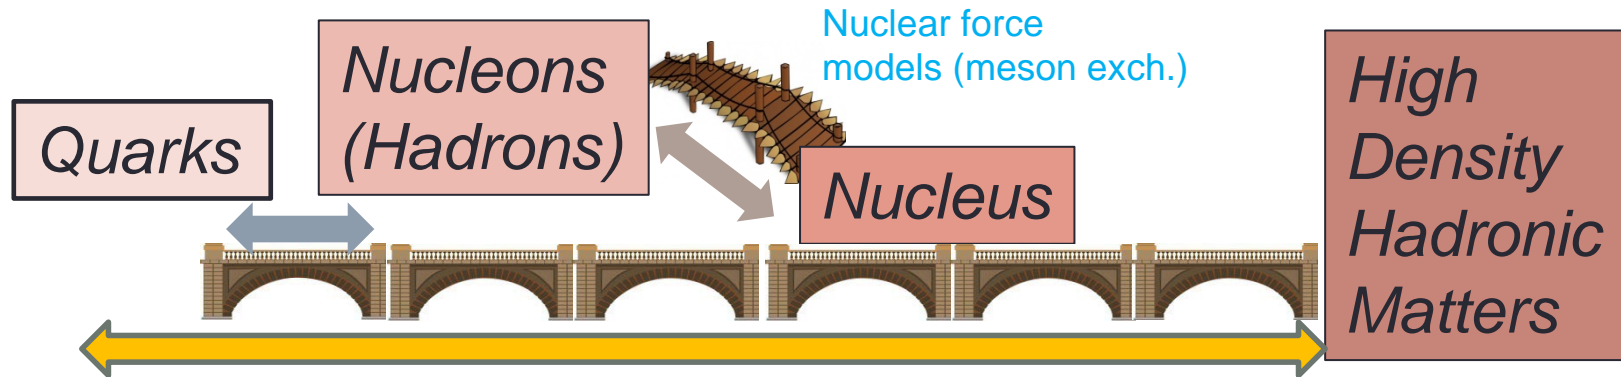 Quarks
Nucleons
(Hadrons)
Nuclear force
models (meson exch.)
Nucleus
High
Density
Hadronic
Matters